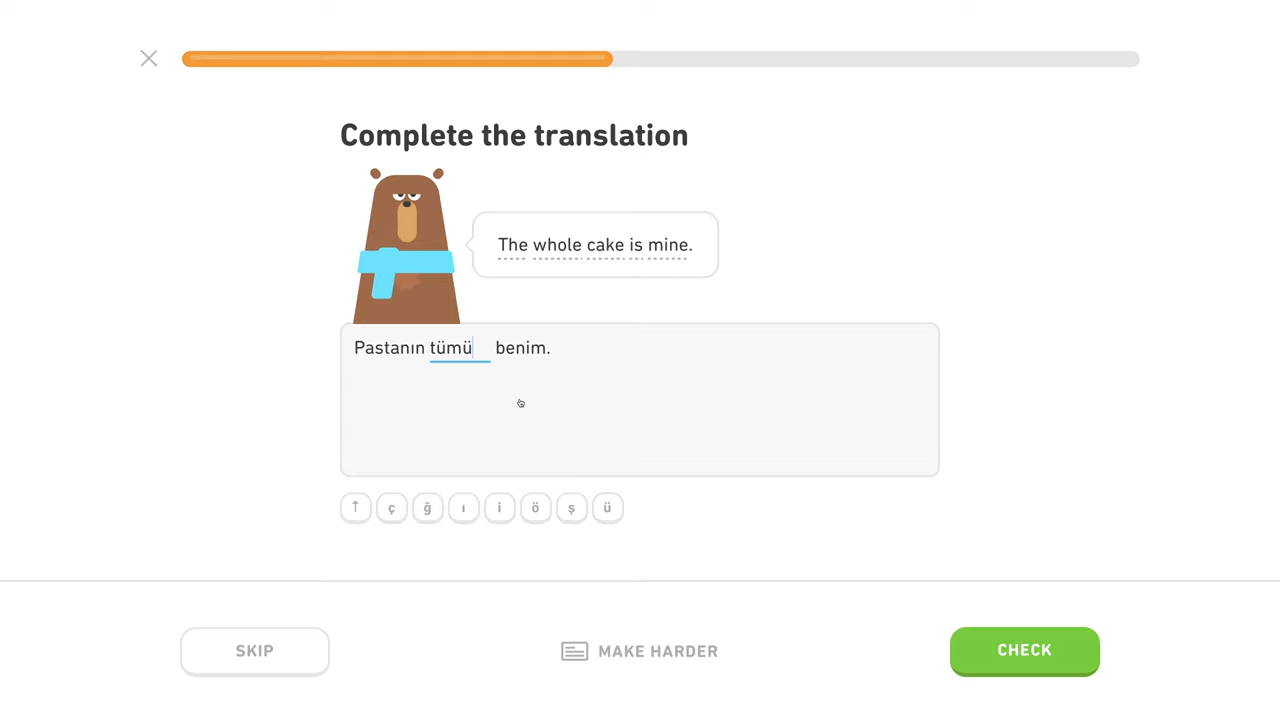 Complete the translation
The whole cake is mine.
Pastanın tümü benim.
↑ ç ğ ı i ö ş ü
SKIP
MAKE HARDER
CHECK